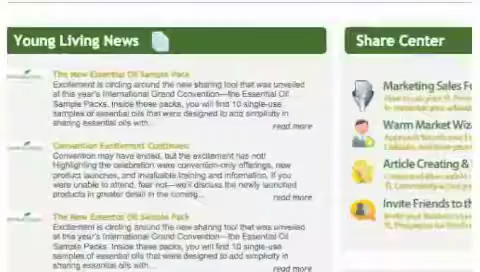 Young Living News
The New Essential Oil Sample Pack
Excitement is circling around the new sharing tool that was unveiled
at this year's International Grand Convention—the Essential Oil
Sample Packs. Inside these packs, you will find 10 single-use
samples of essential oils that were designed to add simplicity in
sharing essential oils with...
read more
Convention Excitement Continues
Convention may have ended, but the excitement has not!
Highlighting the celebration were convention-only offerings, new
product launches, and invaluable training and information. If you
were unable to attend, fear not—we'll discuss the newly launched
products in greater detail in the coming...
read more
The New Essential Oil Sample Pack
Excitement is circling around the new sharing tool that was unveiled
at this year's International Grand Convention—the Essential Oil
Sample Packs. Inside these packs, you will find 10 single-use
samples of essential oils that were designed to add simplicity in
sharing essential oils with...
read more
Share Center
Marketing Sales
Warm Market
Article Creating &
Invite Friends to